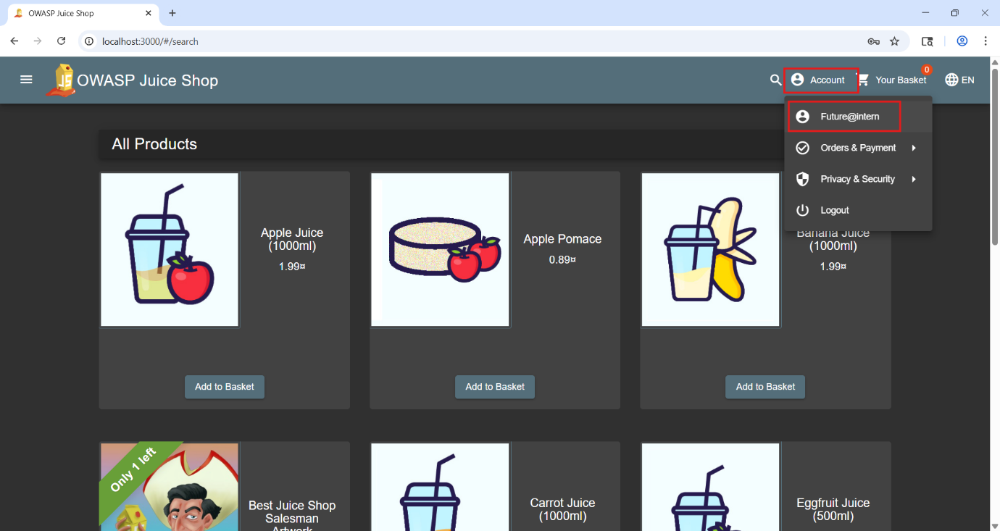 OWASP Juice Shop
localhost:3000/#/search
JS
OWASP Juice Shop
Account
0
Your Basket
EN
Future@intern
Orders & Payment
Privacy & Security
Logout
All Products
Apple Juice
(1000ml)
1.99¤
Add to Basket
Apple Pomace
0.89¤
Add to Basket
Banana Juice
(1000ml)
1.99¤
Add to Basket
Only 1 left
Best Juice Shop
Salesman
Artwork
Carrot Juice
(1000ml)
Eggfruit Juice
(500ml)